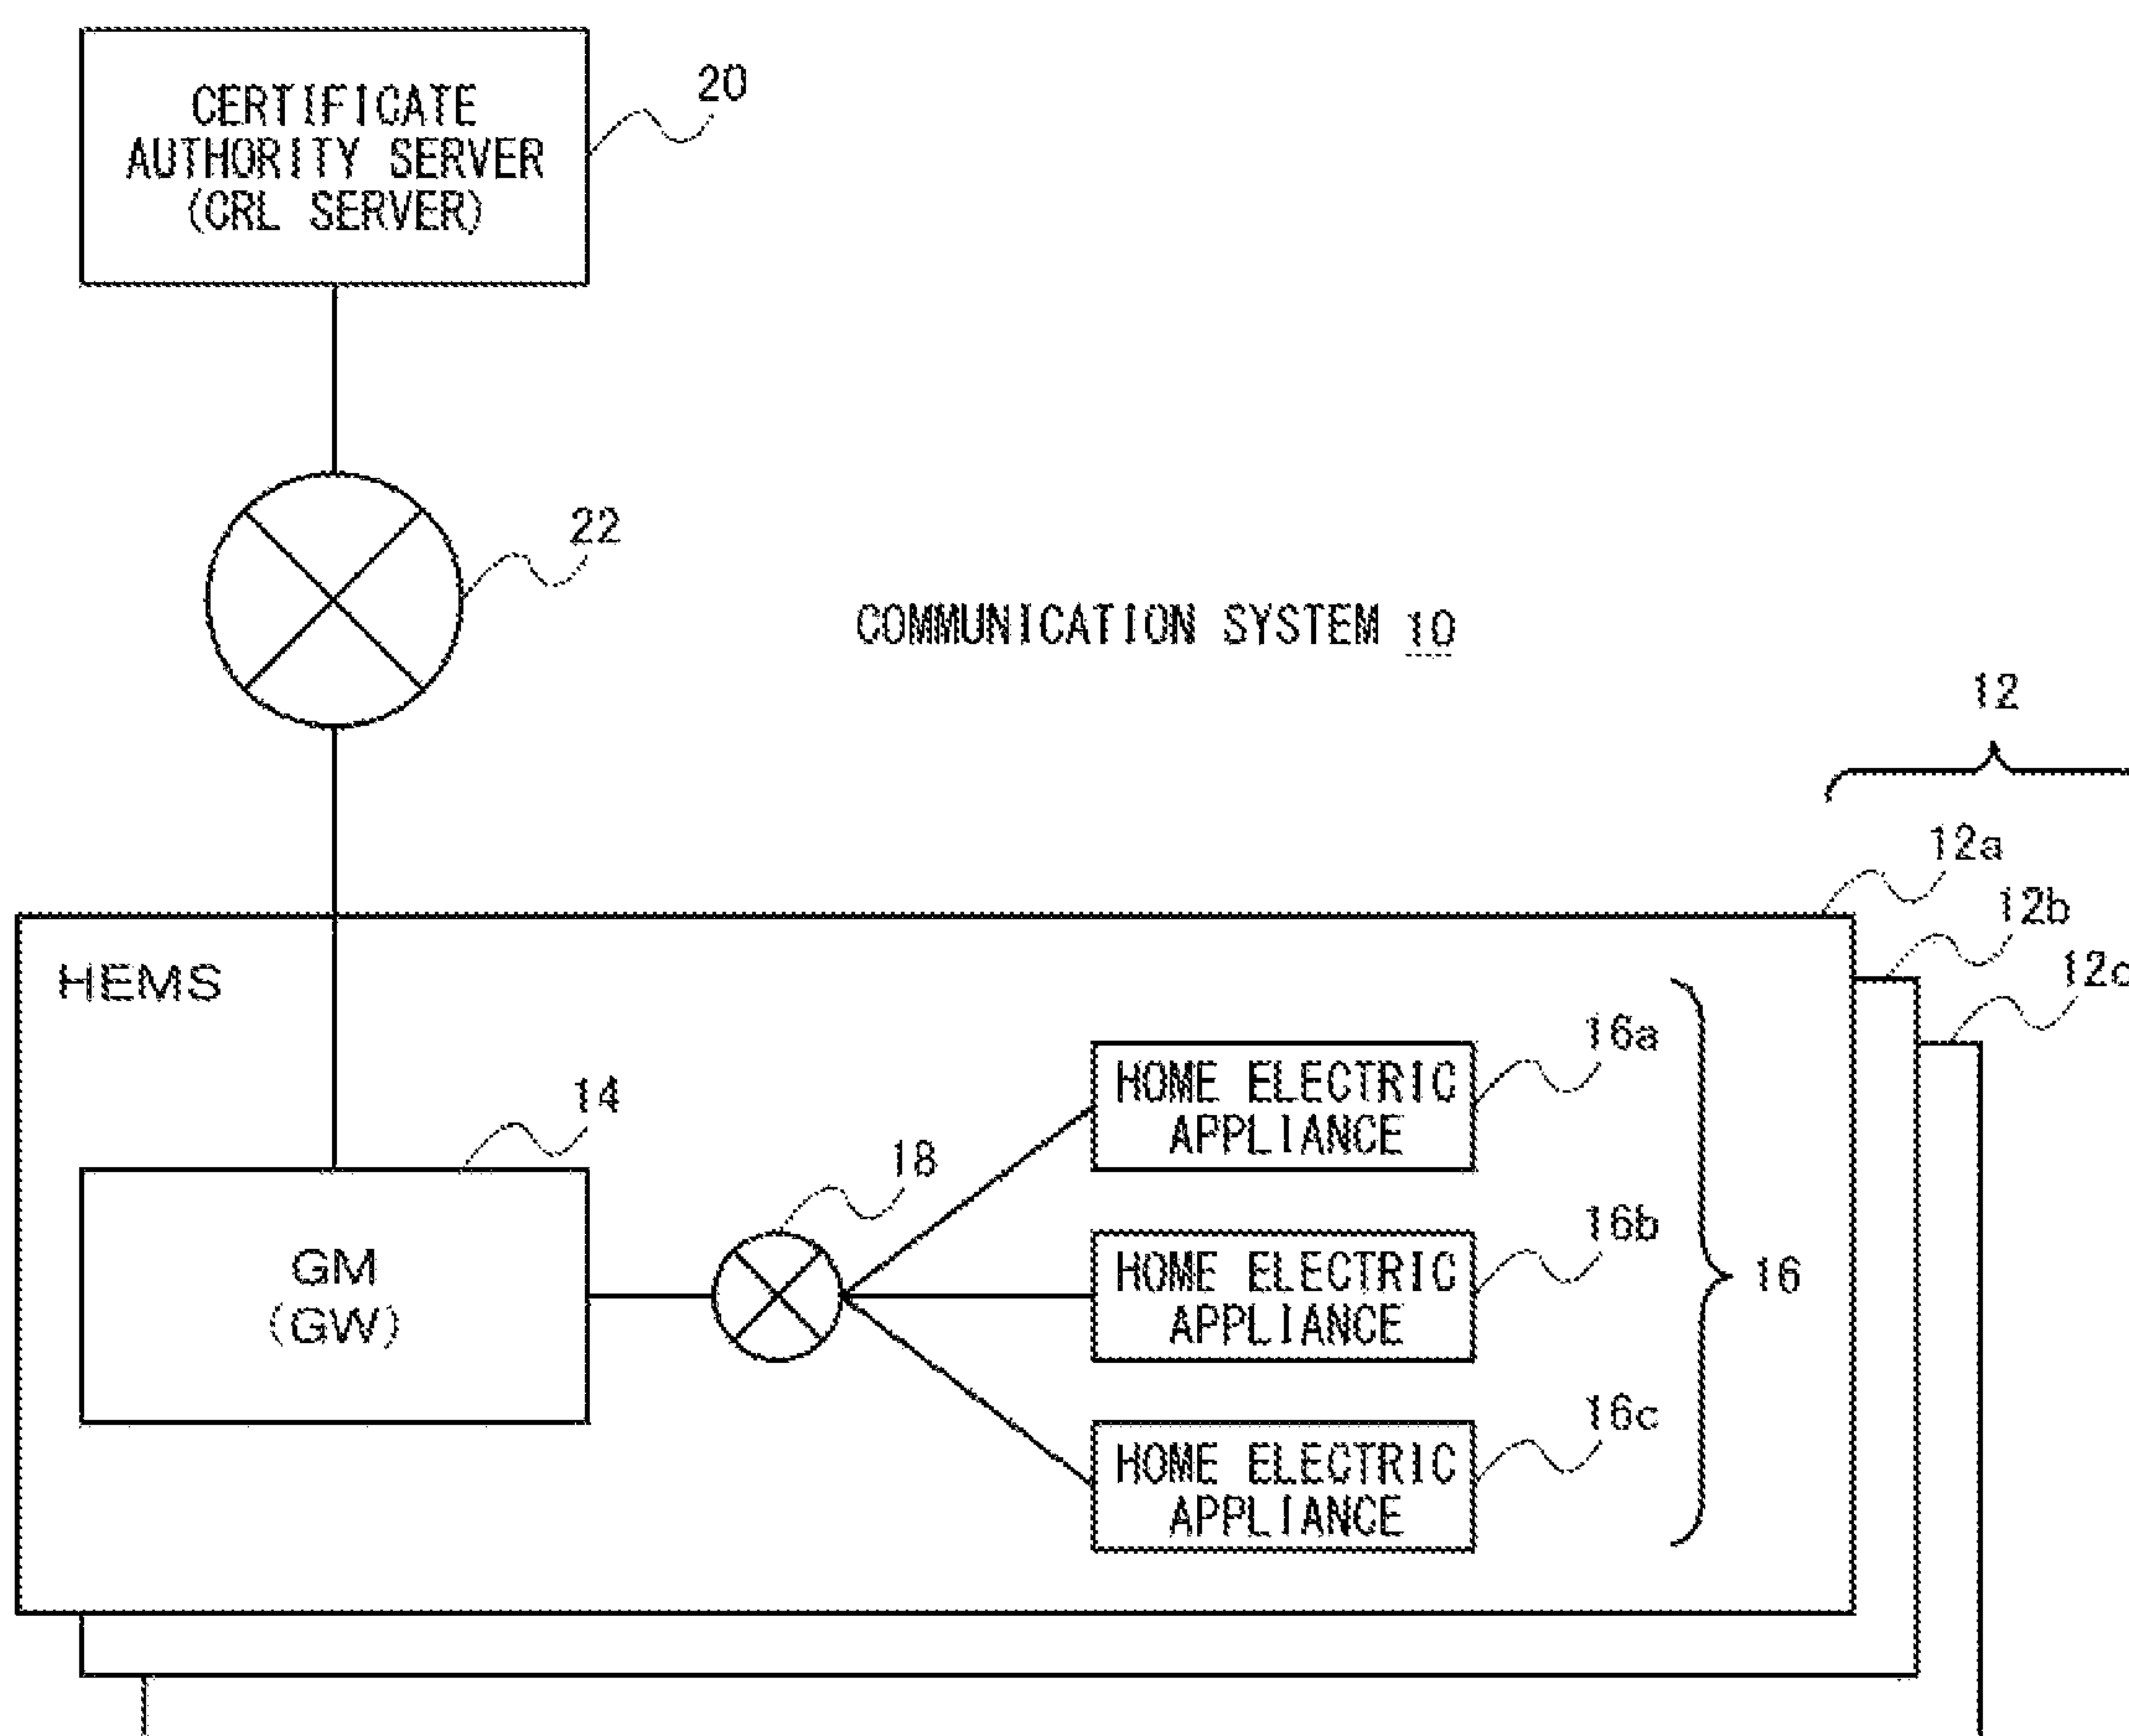 CERTIFICATE
AUTHORITY SERVER
(CRL SERVER)
20
22
COMMUNICATION SYSTEM 10
12
12a
12b
12c
HEMS
14
GM
(GW)
18
HOME ELECTRIC
APPLIANCE
16a
HOME ELECTRIC
APPLIANCE
16b
HOME ELECTRIC
APPLIANCE
16c
16